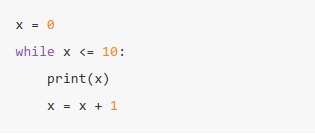 x = 0
while x <= 10:
    print(x)
    x = x + 1